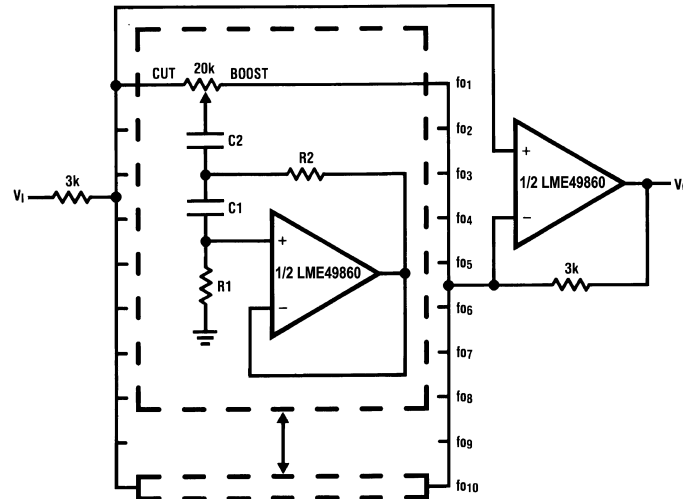 CUT 20k BOOST fo1
fo2
C2
R2 fo3
3k
VI
C1 fo4
+
1/2 LME49860
−
+
1/2 LME49860
−
R1
fo5
3k
fo6
fo7
fo8
fo9
fo10